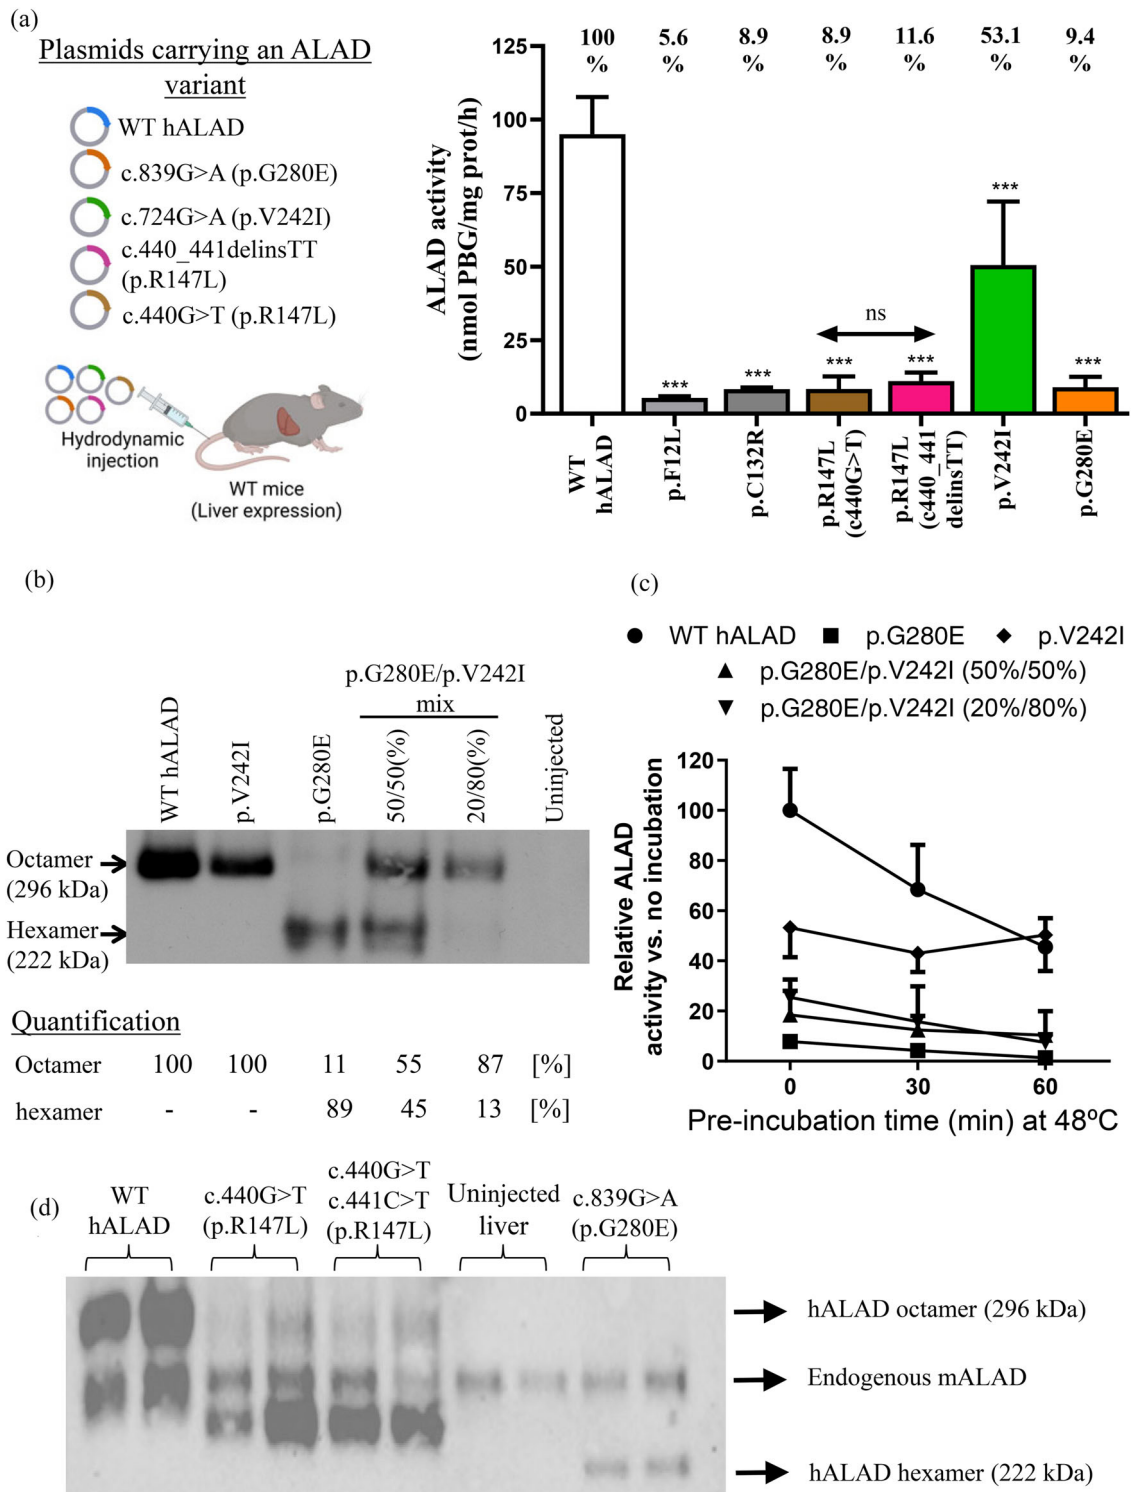 (a)
Plasmids carrying an ALAD
variant
WT hALAD
c.839G>A (p.G280E)
c.724G>A (p.V242I)
c.440_441delinsTT
(p.R147L)
c.440G>T (p.R147L)
Hydrodynamic
injection
WT mice
(Liver expression)
ALAD activity
(nmol PBG/mg prot/h)
125
100
75
50
25
0
100
%
5.6
%
8.9
%
8.9
%
11.6
%
53.1
%
9.4
%
***
***
***
***
***
***
ns
WT
hALAD
p.F12L
p.C132R
p.R147L
(c440G>T)
p.R147L
(c440_441
delinsTT)
p.V242I
p.G280E
(b)
p.G280E/p.V242I
mix
WT hALAD
p.V242I
p.G280E
50/50(%)
20/80(%)
Uninjected
Octamer
(296 kDa)
Hexamer
(222 kDa)
Quantification
Octamer 100 100 11 55 87 [%]
hexamer - - 89 45 13 [%]
(c)
WT hALAD p.G280E p.V242I
p.G280E/p.V242I (50%/50%)
p.G280E/p.V242I (20%/80%)
Relative ALAD
activity vs. no incubation
120
100
80
60
40
20
0
0 30 60
Pre-incubation time (min) at 48ºC
(d)
WT
hALAD
c.440G>T
(p.R147L)
c.440G>T
c.441C>T
(p.R147L)
Uninjected
liver
c.839G>A
(p.G280E)
hALAD octamer (296 kDa)
Endogenous mALAD
hALAD hexamer (222 kDa)